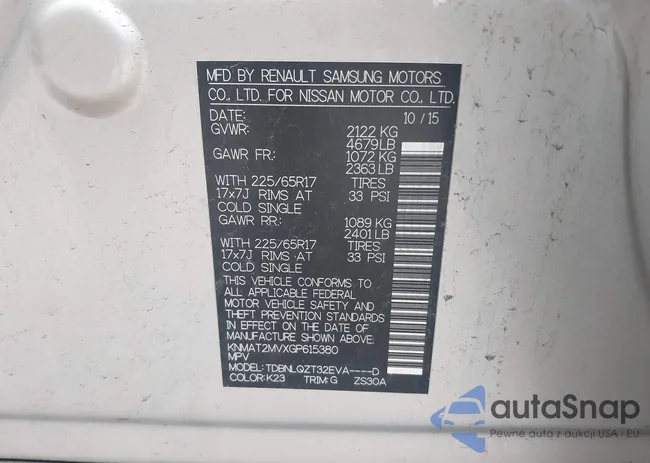 MFD BY RENAULT SAMSUNG MOTORS
CO., LTD. FOR NISSAN MOTOR CO., LTD.
DATE: 10 / 15
GVWR: 2122 KG
4679 LB
GAWR FR: 1072 KG
2363 LB
WITH 225/65R17 TIRES
17x7J RIMS AT 33 PSI
COLD SINGLE
GAWR RR: 1089 KG
2401 LB
WITH 225/65R17 TIRES
17x7J RIMS AT 33 PSI
COLD SINGLE
THIS VEHICLE CONFORMS TO
ALL APPLICABLE FEDERAL
MOTOR VEHICLE SAFETY AND
THEFT PREVENTION STANDARDS
IN EFFECT ON THE DATE OF
MANUFACTURE SHOWN ABOVE.
KNMAT2MVXGP615380
MPV
MODEL: TDBNLQZT32EVA----D
COLOR: K23 TRIM: G ZS30A
autoSnap
Pewne auta z aukcji USA i EU